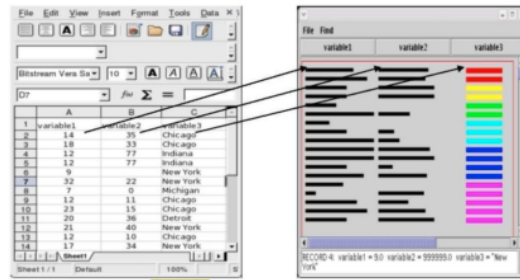 File Edit View Insert Format Tools Data
Bitstream Vera Sa 10 A A A A
D7 f(x) Σ =
A B C
1 variable1 variable2 variable3
2 14 35 Chicago
3 18 33 Chicago
4 12 77 Indiana
5 12 77 Indiana
6 9 New York
7 32 22 New York
8 7 0 Michigan
9 12 11 Chicago
10 23 15 Chicago
11 20 36 Detroit
12 21 40 New York
13 12 10 Chicago
14 17 34 New York
Sheet1
Sheet 1 / 1 Default 100%
File Find
variable1 variable2 variable3
RECORD 4: variable1 = 9.0 variable2 = 999999.0 variable3 = "New
York"